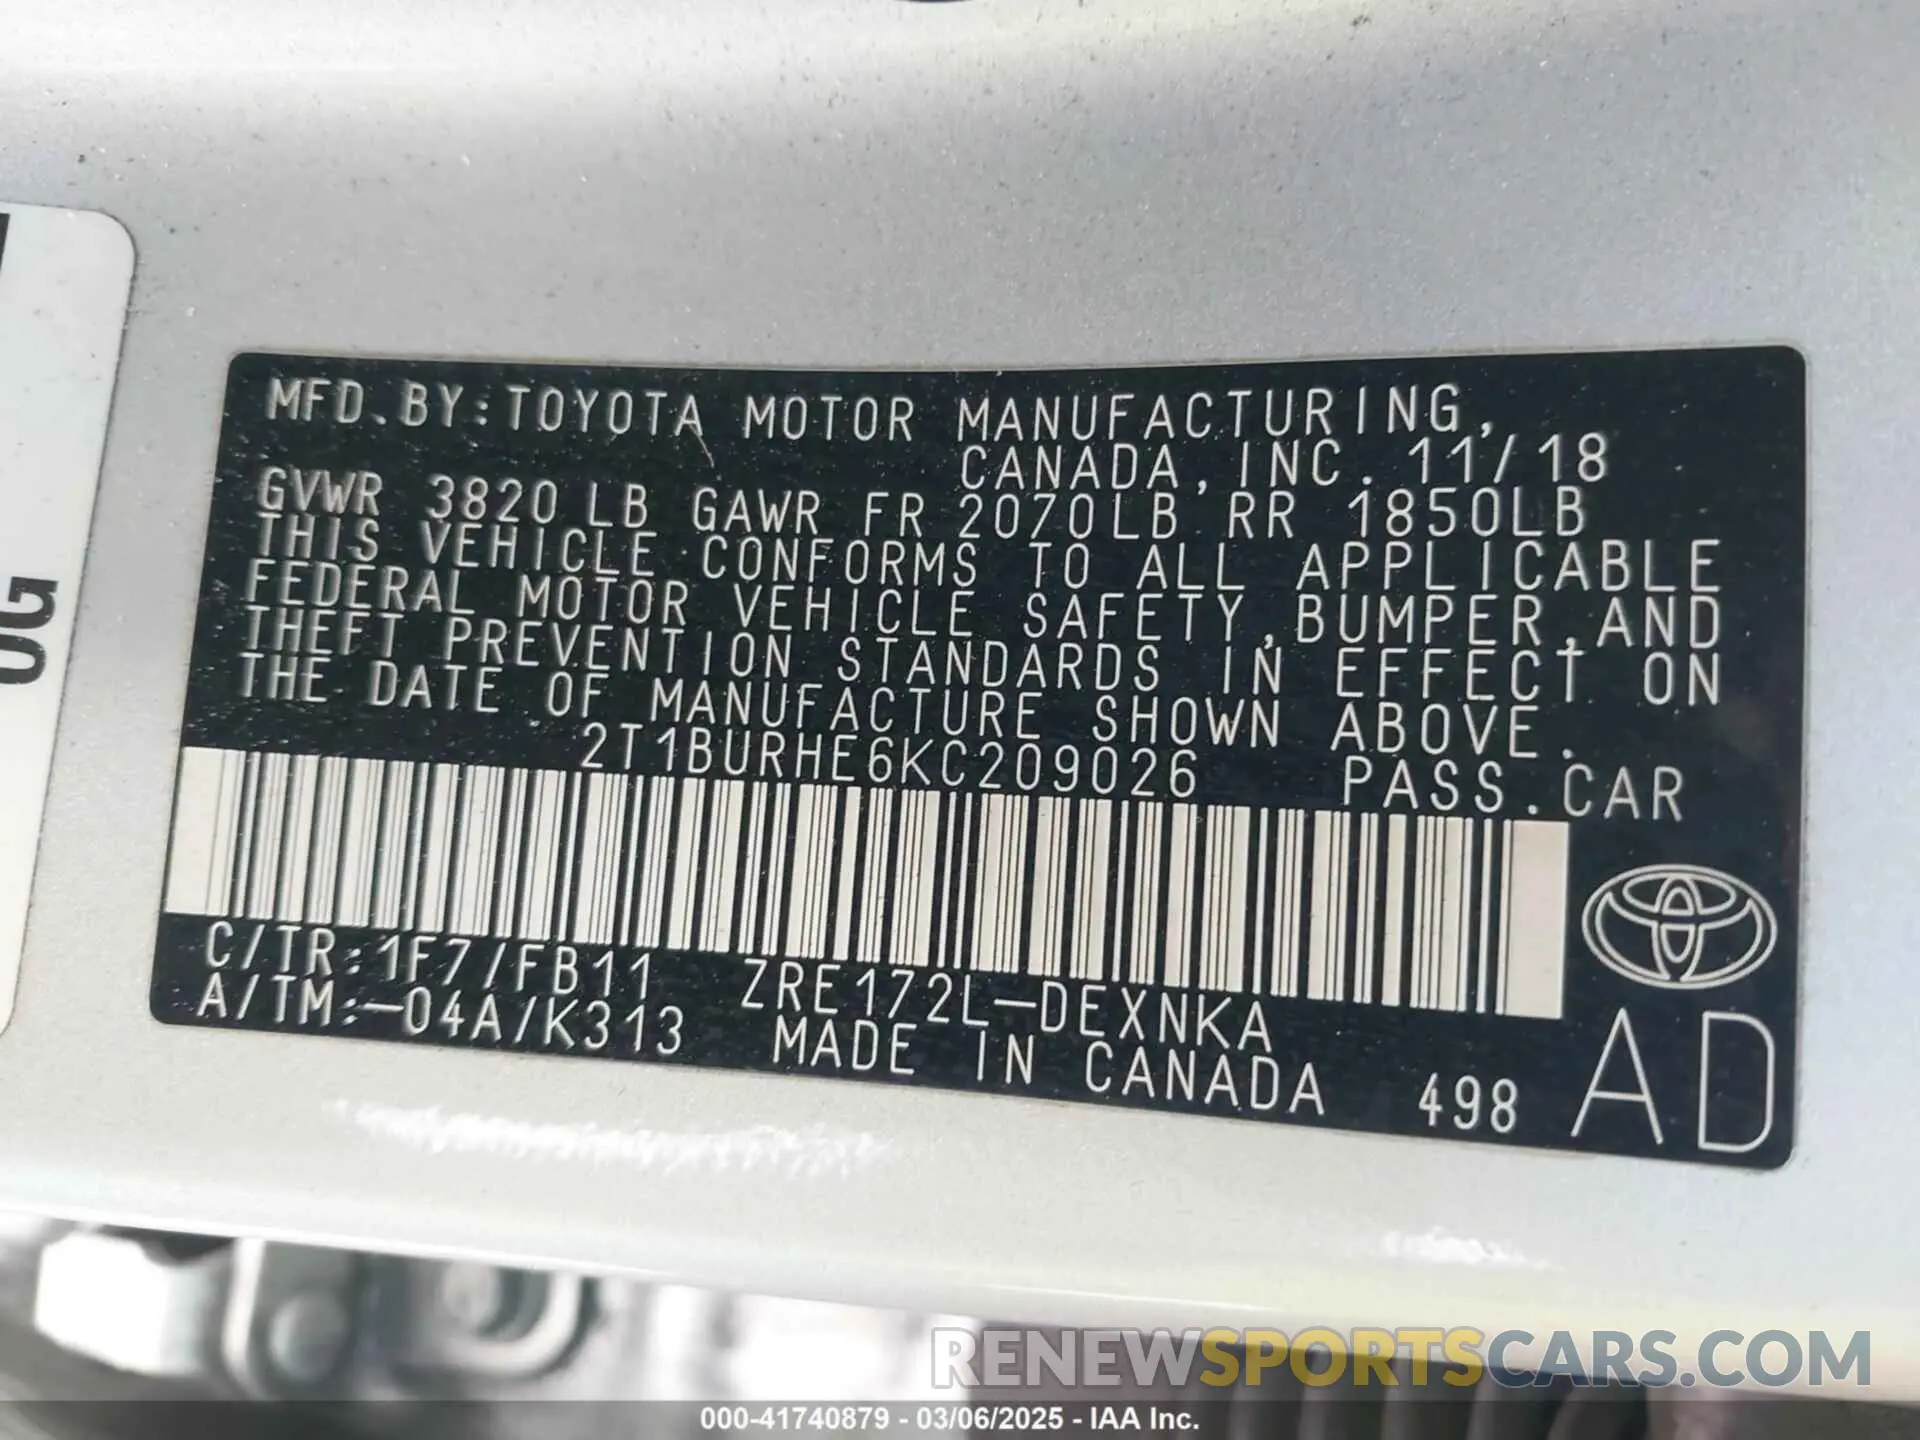 MFD.BY:TOYOTA MOTOR MANUFACTURING,
CANADA,INC. 11/18
GVWR 3820LB GAWR FR 2070LB RR 1850LB
THIS VEHICLE CONFORMS TO ALL APPLICABLE
FEDERAL MOTOR VEHICLE SAFETY,BUMPER,AND
THEFT PREVENTION STANDARDS IN EFFECT ON
THE DATE OF MANUFACTURE SHOWN ABOVE.
2T1BURHE6KC209026 PASS.CAR
C/TR:1F7/FB11 ZRE172L-DEXNKA
A/TM:-04A/K313 MADE IN CANADA 498 AD
RENEWSPORTSCARS.COM
000-41740879 - 03/06/2025 - IAA Inc.